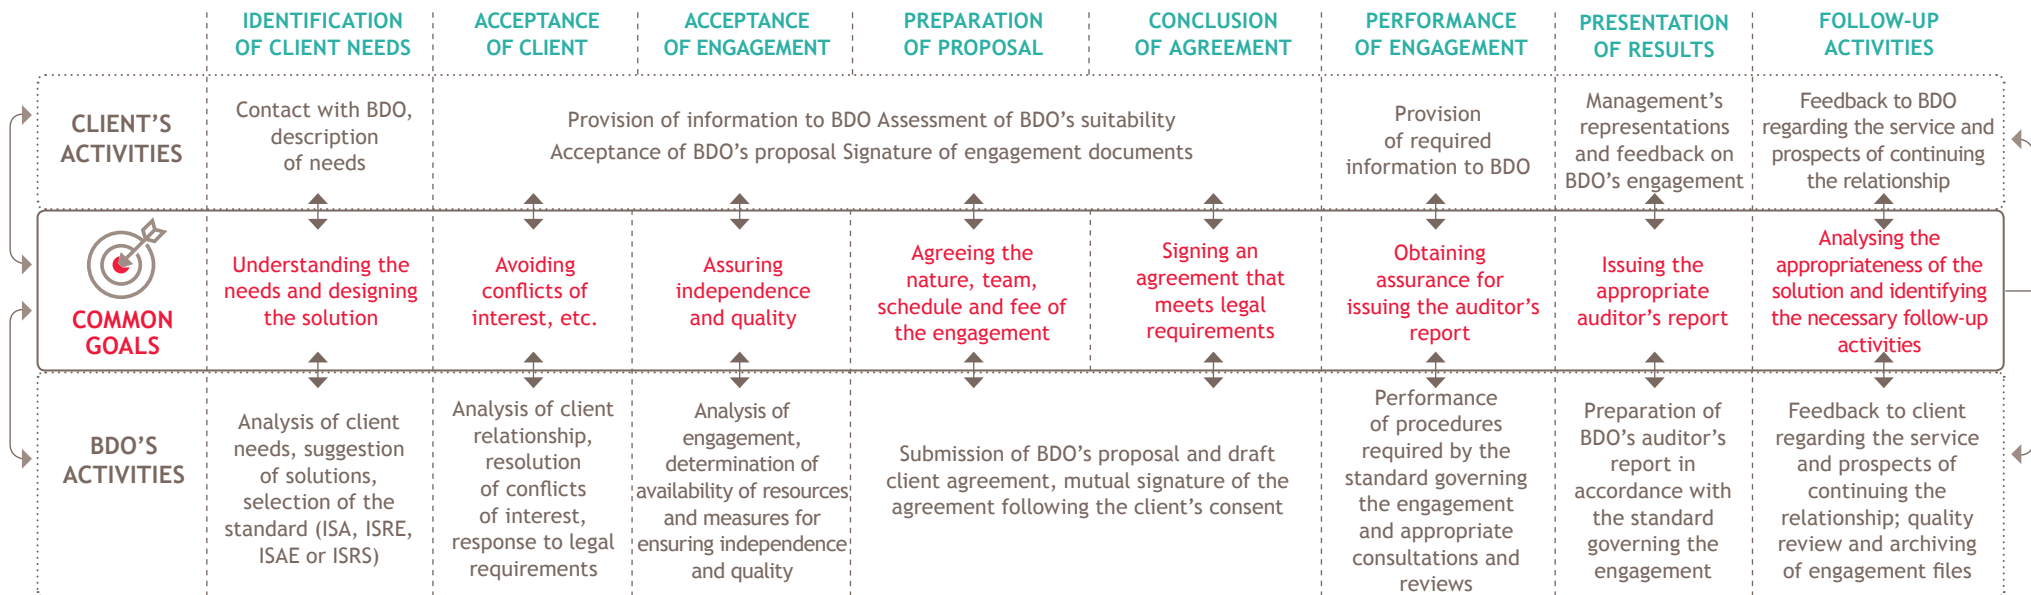 IDENTIFICATION
OF CLIENT NEEDS
ACCEPTANCE
OF CLIENT
ACCEPTANCE
OF ENGAGEMENT
PREPARATION
OF PROPOSAL
CONCLUSION
OF AGREEMENT
PERFORMANCE
OF ENGAGEMENT
PRESENTATION
OF RESULTS
FOLLOW-UP
ACTIVITIES
CLIENT’S
ACTIVITIES
Contact with BDO,
description
of needs
Provision of information to BDO Assessment of BDO’s suitability
Acceptance of BDO’s proposal Signature of engagement documents
Provision
of required
information to BDO
Management’s
representations
and feedback on
BDO’s engagement
Feedback to BDO
regarding the service and
prospects of continuing
the relationship
COMMON
GOALS
Understanding the
needs and designing
the solution
Avoiding
conflicts of
interest, etc.
Assuring
independence
and quality
Agreeing the
nature, team,
schedule and fee of
the engagement
Signing an
agreement that
meets legal
requirements
Obtaining
assurance for
issuing the auditor’s
report
Issuing the
appropriate
auditor’s report
Analysing the
appropriateness of the
solution and identifying
the necessary follow-up
activities
BDO’S
ACTIVITIES
Analysis of client
needs, suggestion
of solutions,
selection of the
standard (ISA, ISRE,
ISAE or ISRS)
Analysis of client
relationship,
resolution
of conflicts
of interest,
response to legal
requirements
Analysis of
engagement,
determination of
availability of resources
and measures for
ensuring independence
and quality
Submission of BDO’s proposal and draft
client agreement, mutual signature of the
agreement following the client’s consent
Performance
of procedures
required by the
standard governing
the engagement
and appropriate
consultations and
reviews
Preparation of
BDO’s auditor’s
report in
accordance with
the standard
governing the
engagement
Feedback to client
regarding the service
and prospects of
continuing the
relationship; quality
review and archiving
of engagement files